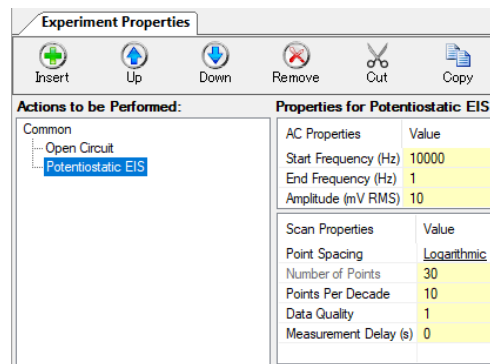 Experiment Properties
Insert Up Down Remove Cut Copy
Actions to be Performed:
Common
Open Circuit
Potentiostatic EIS
Properties for Potentiostatic EIS
AC Properties Value
Start Frequency (Hz) 10000
End Frequency (Hz) 1
Amplitude (mV RMS) 10
Scan Properties Value
Point Spacing Logarithmic
Number of Points 30
Points Per Decade 10
Data Quality 1
Measurement Delay (s) 0